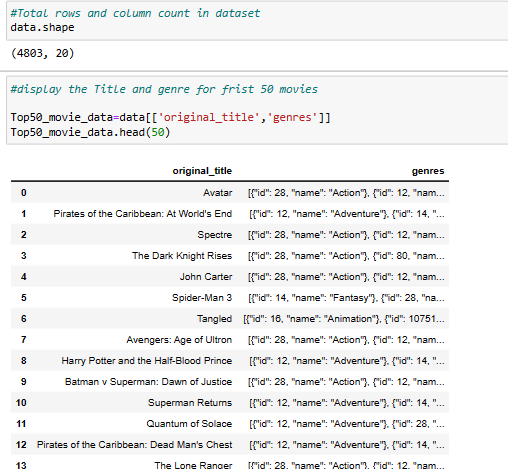 #Total rows and column count in dataset
data.shape
(4803, 20)
#display the Title and genre for frist 50 movies
Top50_movie_data=data[['original_title','genres']]
Top50_movie_data.head(50)
original_title genres
0 Avatar [{"id": 28, "name": "Action"}, {"id": 12, "nam...
1 Pirates of the Caribbean: At World's End [{"id": 12, "name": "Adventure"}, {"id": 14, "...
2 Spectre [{"id": 28, "name": "Action"}, {"id": 12, "nam...
3 The Dark Knight Rises [{"id": 28, "name": "Action"}, {"id": 80, "nam...
4 John Carter [{"id": 28, "name": "Action"}, {"id": 12, "nam...
5 Spider-Man 3 [{"id": 14, "name": "Fantasy"}, {"id": 28, "na...
6 Tangled [{"id": 16, "name": "Animation"}, {"id": 10751...
7 Avengers: Age of Ultron [{"id": 28, "name": "Action"}, {"id": 12, "nam...
8 Harry Potter and the Half-Blood Prince [{"id": 12, "name": "Adventure"}, {"id": 14, "...
9 Batman v Superman: Dawn of Justice [{"id": 28, "name": "Action"}, {"id": 12, "nam...
10 Superman Returns [{"id": 12, "name": "Adventure"}, {"id": 14, "...
11 Quantum of Solace [{"id": 12, "name": "Adventure"}, {"id": 28, "...
12 Pirates of the Caribbean: Dead Man's Chest [{"id": 12, "name": "Adventure"}, {"id": 14, "...
13 The Lone Ranger [{"id": 28, "name": "Action"}, {"id": 12, "nam...